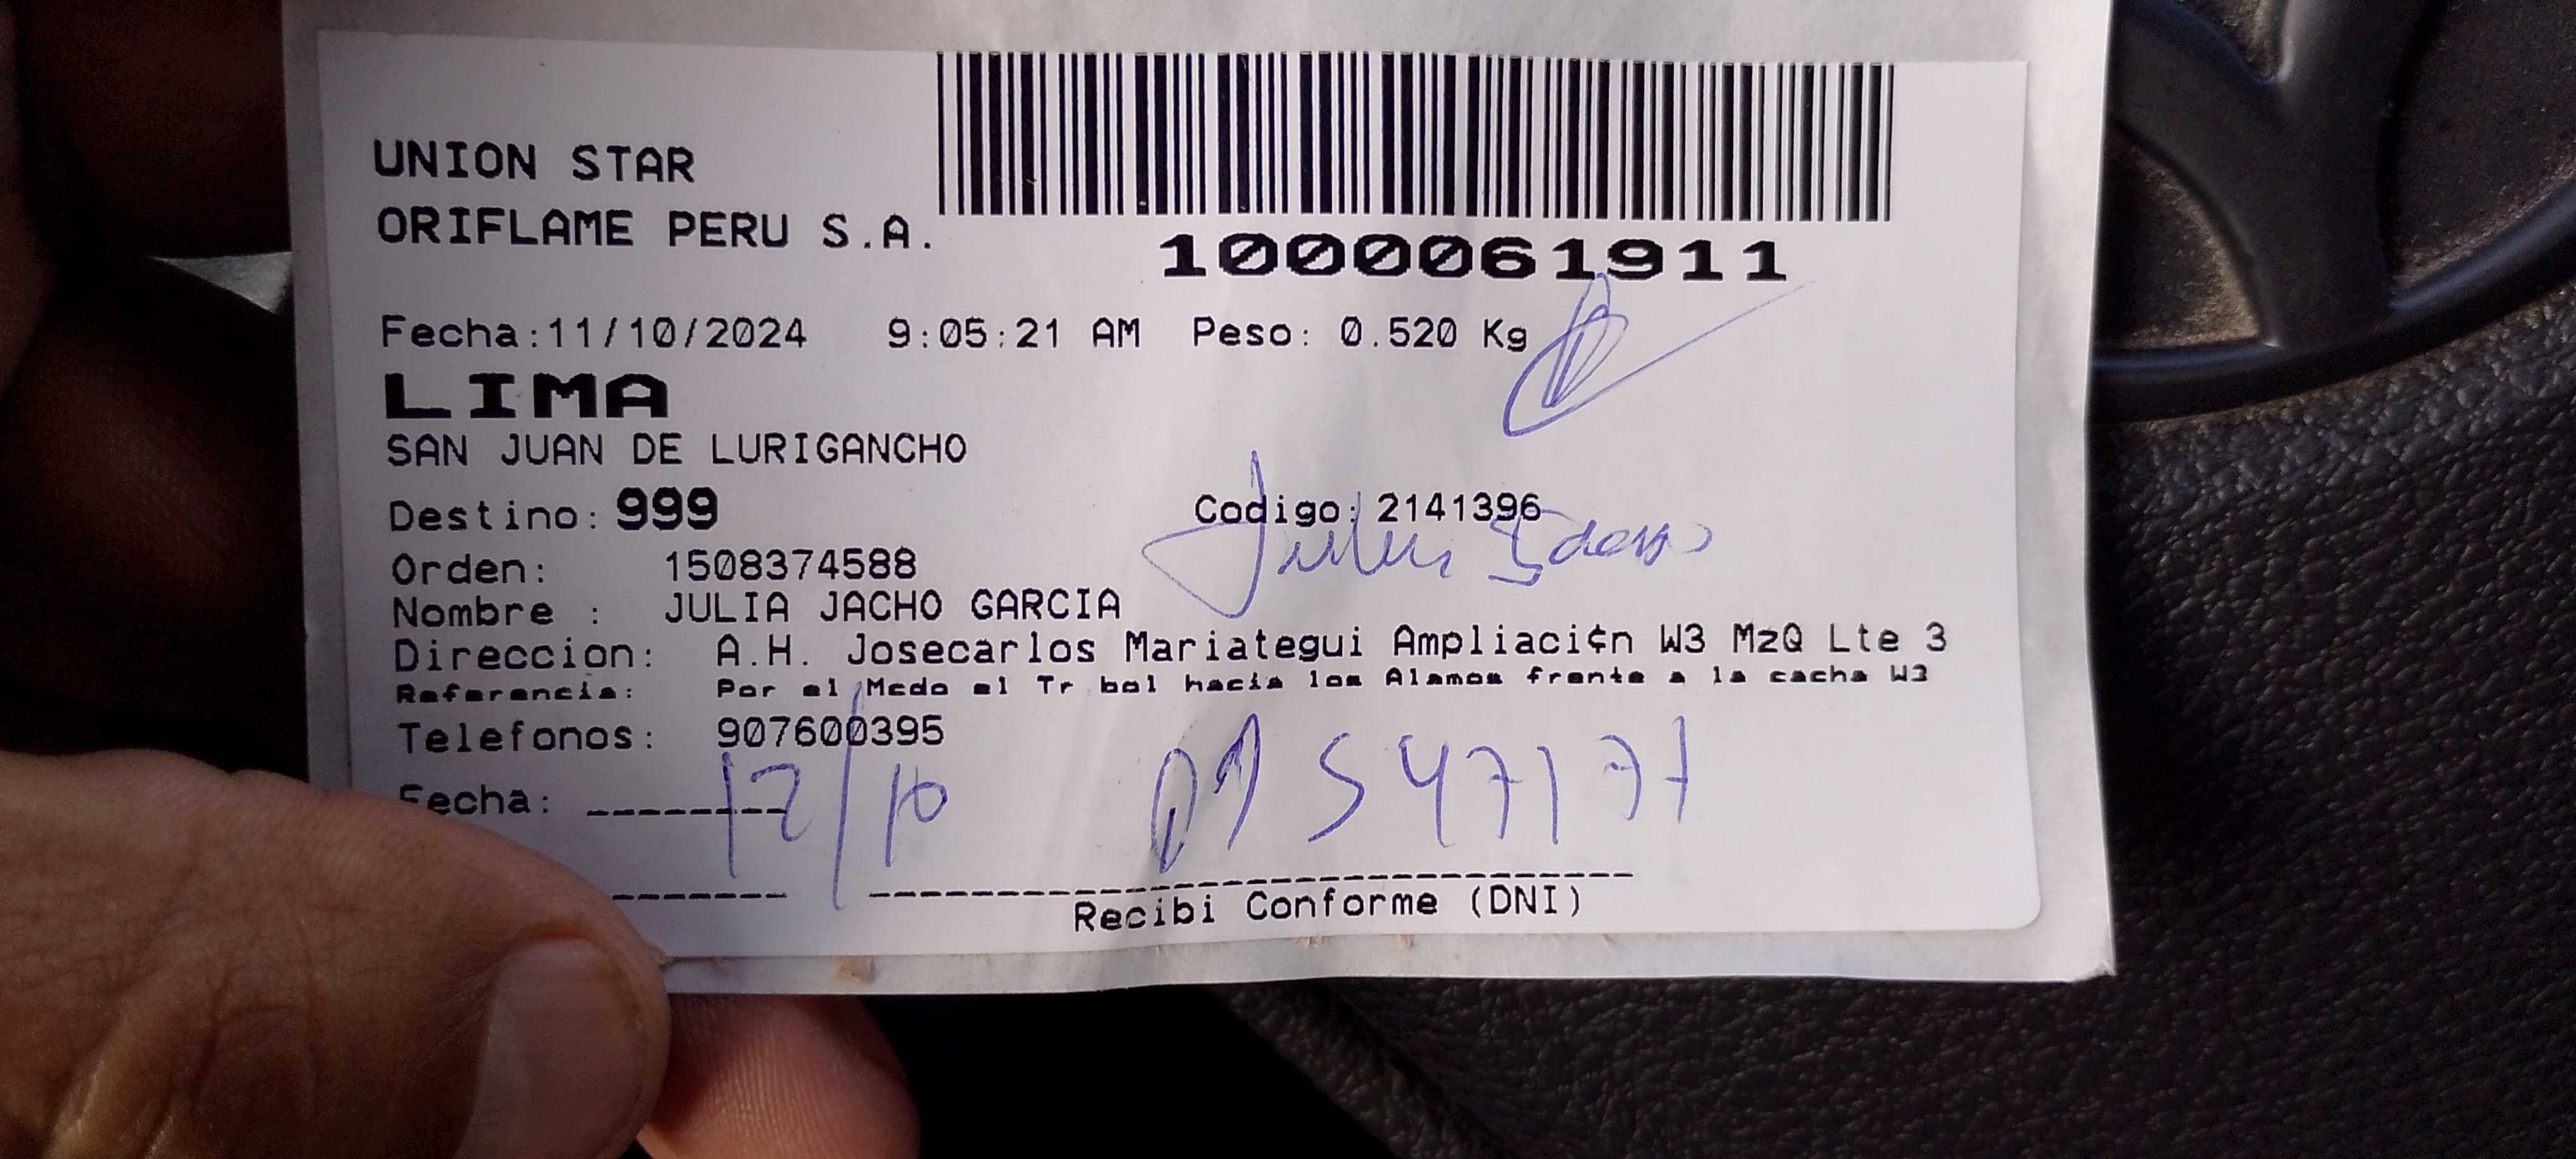 UNION STAR
ORIFLAME PERU S.A.
1000061911
Fecha:11/10/2024 9:05:21 AM Peso: 0.520 Kg
LIMA
SAN JUAN DE LURIGANCHO
Destino: 999 Codigo: 2141396
Orden: 1508374588
Nombre : JULIA JACHO GARCIA
Direccion: A.H. Josecarlos Mariategui Ampliaci¢n W3 MzQ Lte 3
Referencia: Por el Mcdo el Tr bol hacia los Alamos frente a la cacha W3
Telefonos: 907600395
Fecha: 12/10
Recibi Conforme (DNI)